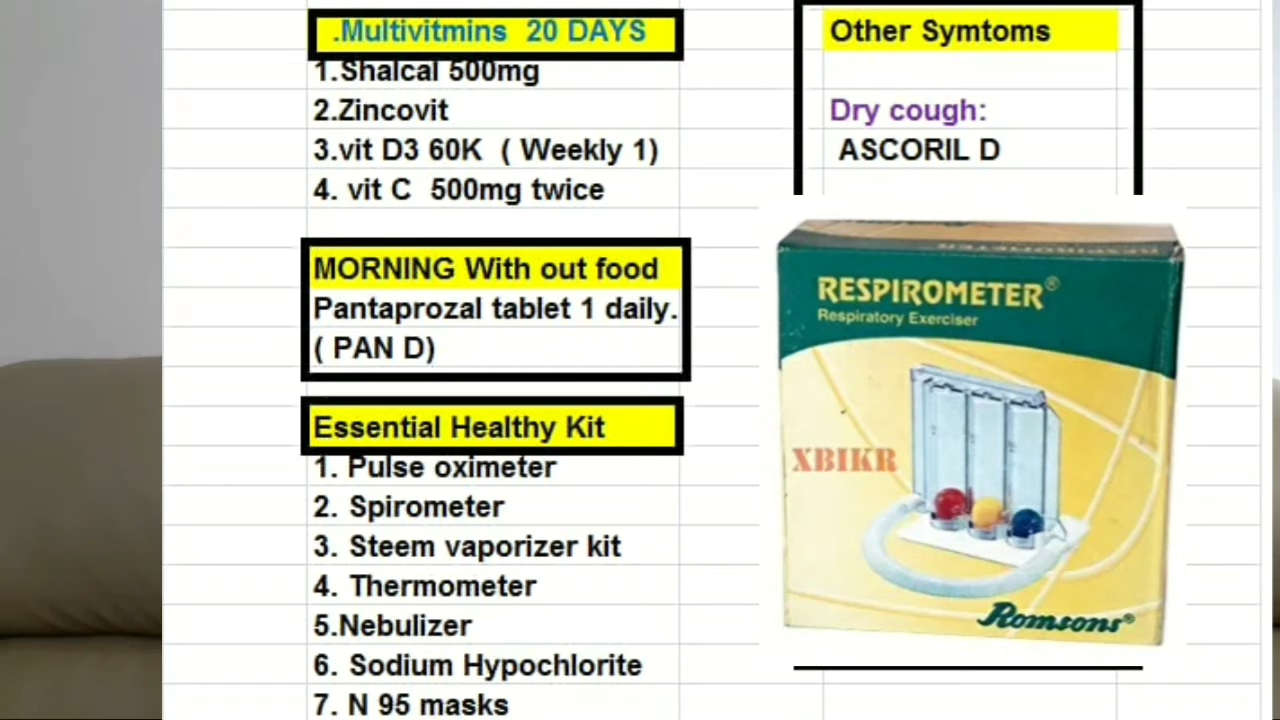 .Multivitmins 20 DAYS
1.Shalcal 500mg
2.Zincovit
3.vit D3 60K ( Weekly 1)
4. vit C 500mg twice
MORNING With out food
Pantaprozal tablet 1 daily.
( PAN D)
Essential Healthy Kit
1. Pulse oximeter
2. Spirometer
3. Steem vaporizer kit
4. Thermometer
5.Nebulizer
6. Sodium Hypochlorite
7. N 95 masks
Other Symtoms
Dry cough:
ASCORIL D
RESPIROMETER®
Respiratory Exerciser
XBIKR
Romsons®